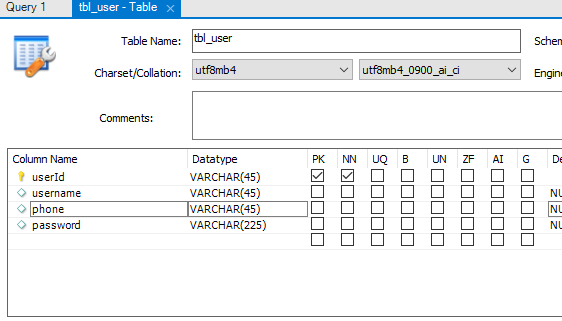 Query 1 tbl_user - Table
Table Name: tbl_user Schem
Charset/Collation: utf8mb4 utf8mb4_0900_ai_ci Engin
Comments:
Column Name Datatype PK NN UQ B UN ZF AI G De
userId VARCHAR(45)
username VARCHAR(45) NU
phone VARCHAR(45) NU
password VARCHAR(225) NU